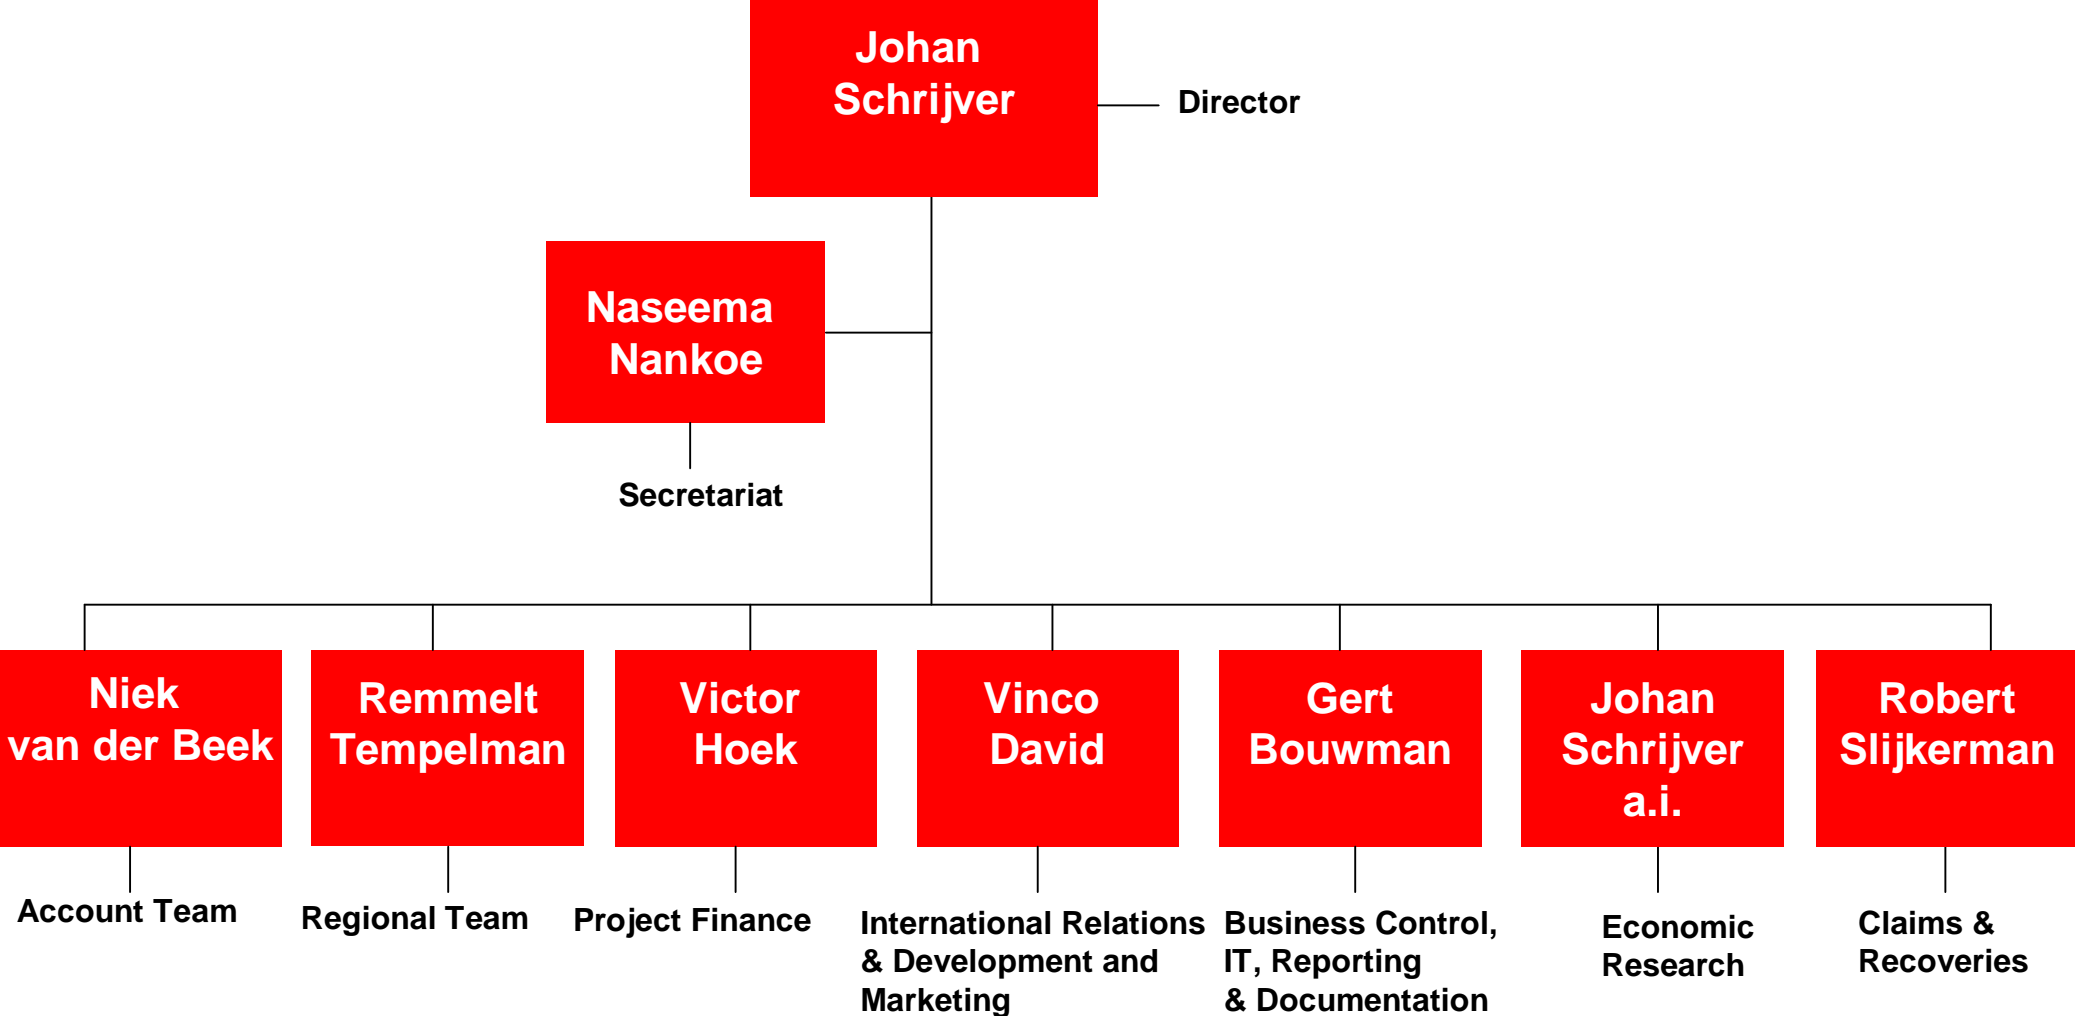 Johan
Schrijver
Director
Naseema
Nankoe
Secretariat
Niek
van der Beek
Remmelt
Tempelman
Victor
Hoek
Vinco
David
Gert
Bouwman
Johan
Schrijver
a.i.
Robert
Slijkerman
Account Team
Regional Team
Project Finance
International Relations
& Development and
Marketing
Business Control,
IT, Reporting
& Documentation
Economic
Research
Claims &
Recoveries